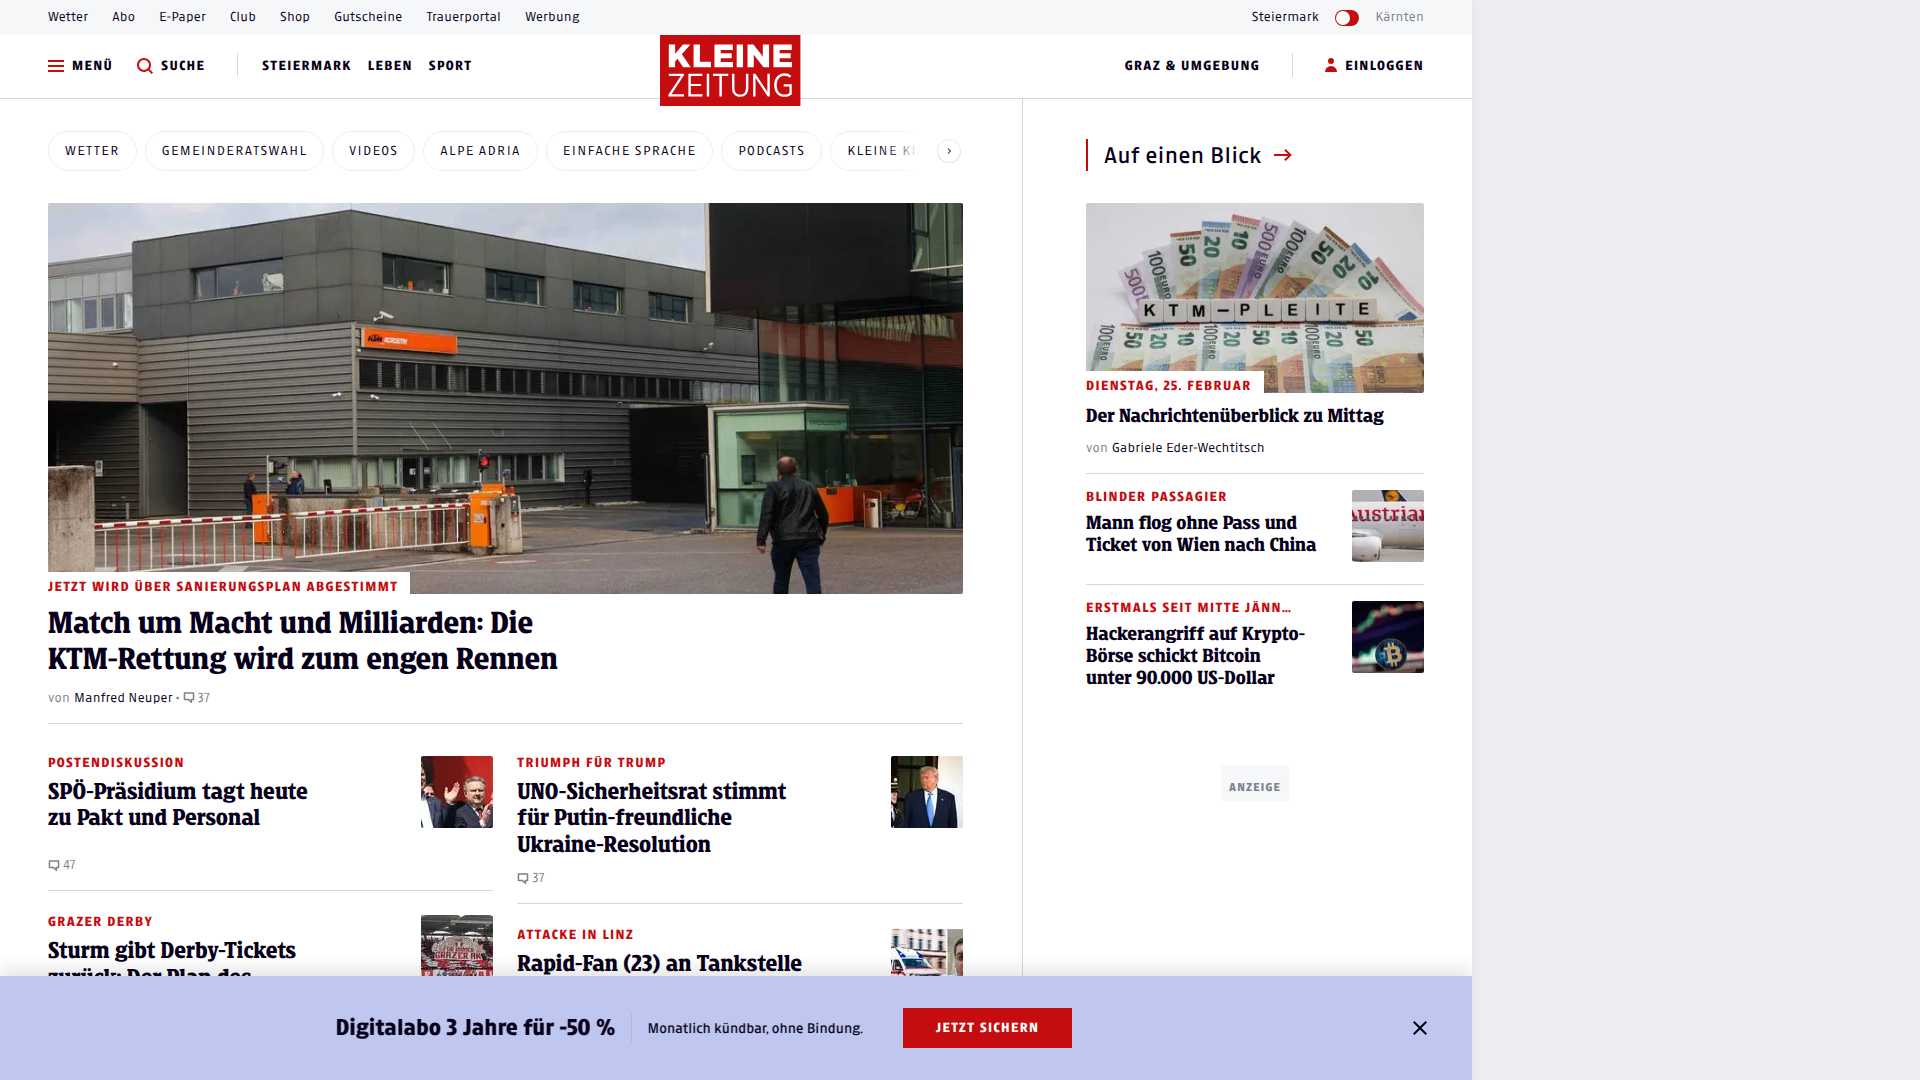 Wetter Abo E-Paper Club Shop Gutscheine Trauerportal Werbung Steiermark Kärnten
MENÜ SUCHE STEIERMARK LEBEN SPORT KLEINE ZEITUNG GRAZ & UMGEBUNG EINLOGGEN
WETTER GEMEINDERATSWAHL VIDEOS ALPE ADRIA EINFACHE SPRACHE PODCASTS KLEINE
JETZT WIRD ÜBER SANIERUNGSPLAN ABGESTIMMT
Match um Macht und Milliarden: Die
KTM-Rettung wird zum engen Rennen
von Manfred Neuper • 37
POSTENDISKUSSION
SPÖ-Präsidium tagt heute
zu Pakt und Personal
47
TRIUMPH FÜR TRUMP
UNO-Sicherheitsrat stimmt
für Putin-freundliche
Ukraine-Resolution
37
GRAZER DERBY
Sturm gibt Derby-Tickets
zurück: Der Plan des
ATTACKE IN LINZ
Rapid-Fan (23) an Tankstelle
Auf einen Blick
KTM-PLEITE
DIENSTAG, 25. FEBRUAR
Der Nachrichtenüberblick zu Mittag
von Gabriele Eder-Wechtitsch
BLINDER PASSAGIER
Mann flog ohne Pass und
Ticket von Wien nach China
Austrian
ERSTMALS SEIT MITTE JÄNN...
Hackerangriff auf Krypto-
Börse schickt Bitcoin
unter 90.000 US-Dollar
ANZEIGE
Digitalabo 3 Jahre für -50 % Monatlich kündbar, ohne Bindung. JETZT SICHERN